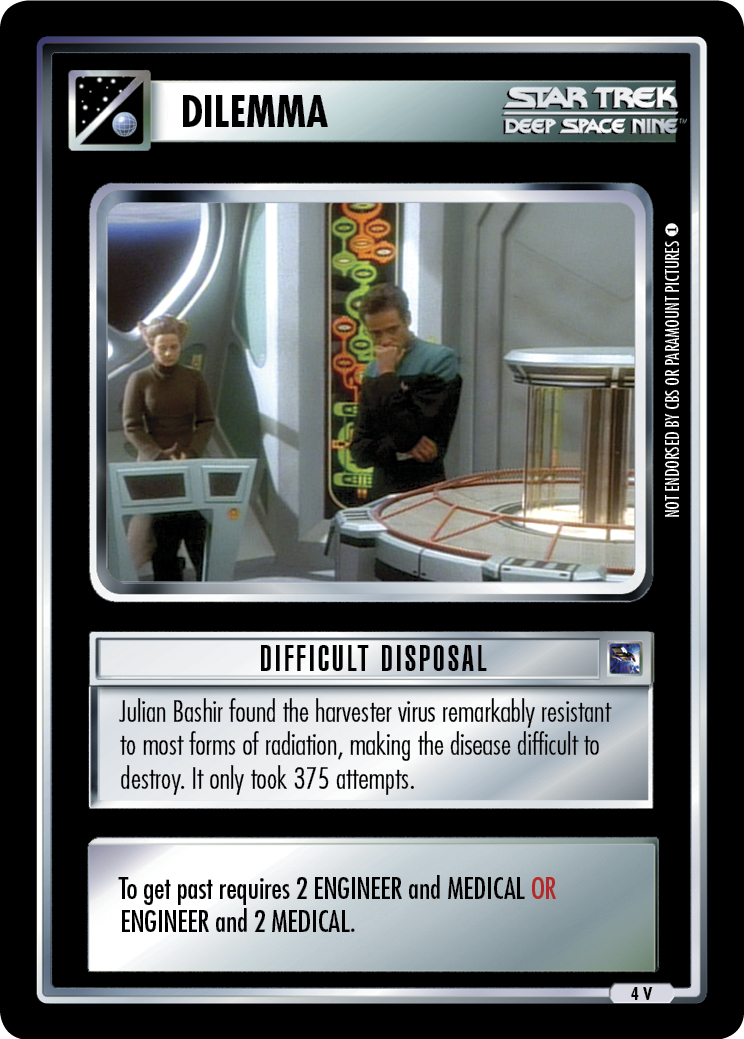 DILEMMA
STAR TREK
DEEP SPACE NINE™
NOT ENDORSED BY CBS OR PARAMOUNT PICTURES 1
DIFFICULT DISPOSAL
Julian Bashir found the harvester virus remarkably resistant
to most forms of radiation, making the disease difficult to
destroy. It only took 375 attempts.
To get past requires 2 ENGINEER and MEDICAL OR
ENGINEER and 2 MEDICAL.
4 V